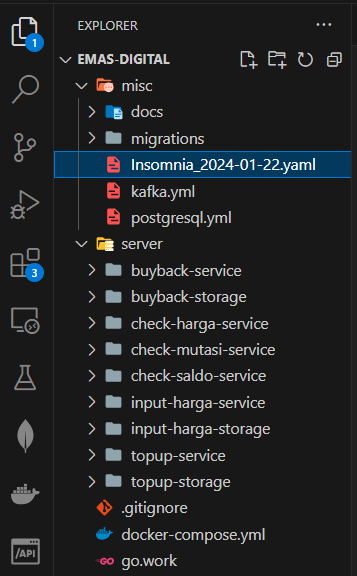 EXPLORER
EMAS-DIGITAL
misc
docs
migrations
Insomnia_2024-01-22.yaml
kafka.yml
postgresql.yml
server
buyback-service
buyback-storage
check-harga-service
check-mutasi-service
check-saldo-service
input-harga-service
input-harga-storage
topup-service
topup-storage
.gitignore
docker-compose.yml
go.work
1
3
/API